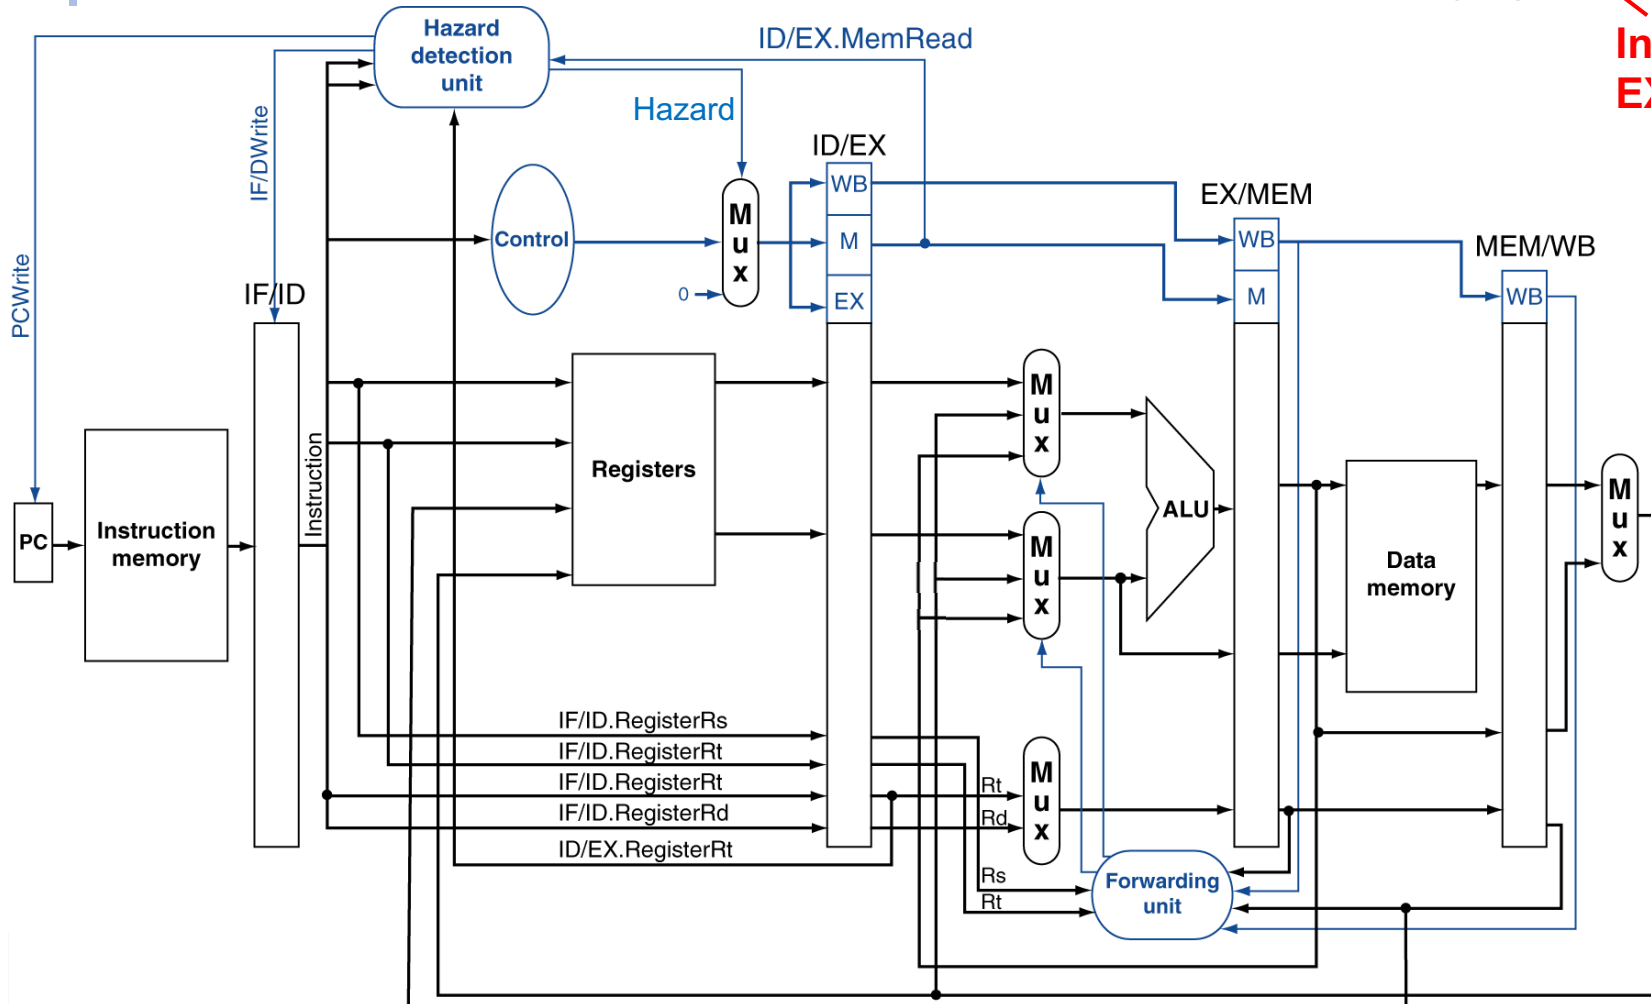 Hazard
detection
unit
ID/EX.MemRead
In
EX
Hazard
IF/DWrite
ID/EX
WB
M
EX
Control
M
u
x
0
EX/MEM
WB
M
MEM/WB
WB
PCWrite
IF/ID
Instruction
PC
Instruction
memory
Registers
M
u
x
M
u
x
ALU
Data
memory
M
u
x
IF/ID.RegisterRs
IF/ID.RegisterRt
IF/ID.RegisterRt
IF/ID.RegisterRd
ID/EX.RegisterRt
Rt
Rd
M
u
x
Rs
Rt
Forwarding
unit